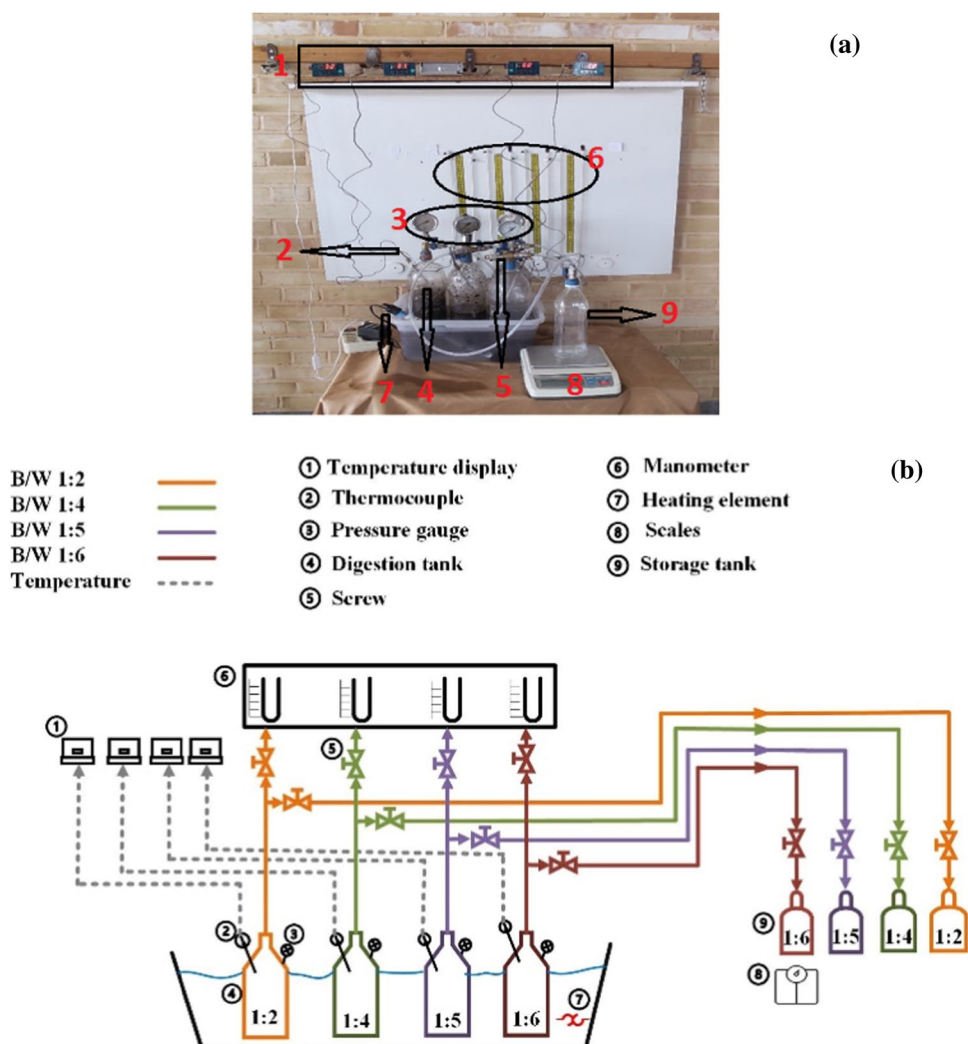 (a)
1
6
3
2
9
7
4
5
8
(b)
B/W 1:2
B/W 1:4
B/W 1:5
B/W 1:6
Temperature
① Temperature display
② Thermocouple
③ Pressure gauge
④ Digestion tank
⑤ Screw
⑥ Manometer
⑦ Heating element
⑧ Scales
⑨ Storage tank
⑥
①
⑤
②
③
④
1:2
1:4
1:5
1:6
⑦
⑨
1:6
1:5
1:4
1:2
⑧